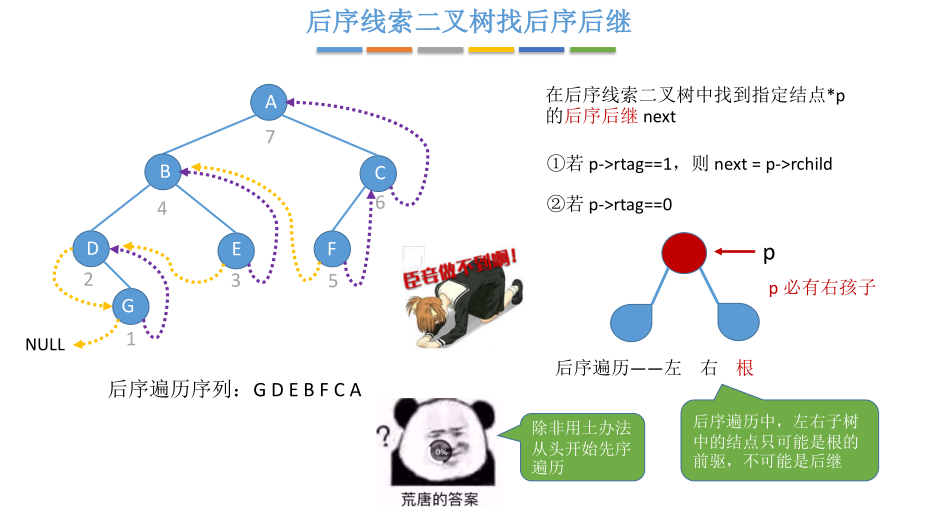 后序线索二叉树找后序后继
A
7
B
4
C
6
D
2
E
3
F
5
G
1
NULL
后序遍历序列：G D E B F C A
在后序线索二叉树中找到指定结点*p
的后序后继 next
①若 p->rtag==1，则 next = p->rchild
②若 p->rtag==0
臣妾做不到啊！
p
p 必有右孩子
后序遍历——左 右 根
?
0%
荒唐的答案
除非用土办法
从头开始先序
遍历
后序遍历中，左右子树
中的结点只可能是根的
前驱，不可能是后继